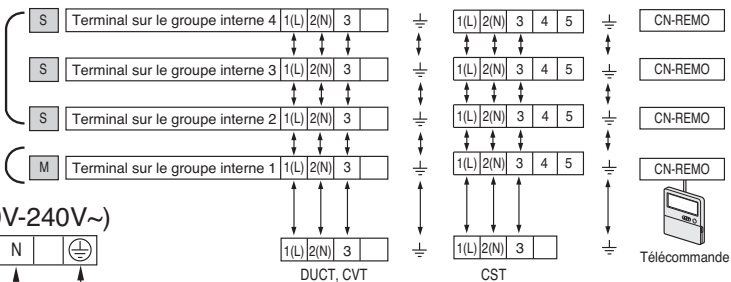 S Terminal sur le groupe interne 4 1(L) 2(N) 3 1(L) 2(N) 3 4 5 CN-REMO
S Terminal sur le groupe interne 3 1(L) 2(N) 3 1(L) 2(N) 3 4 5 CN-REMO
S Terminal sur le groupe interne 2 1(L) 2(N) 3 1(L) 2(N) 3 4 5 CN-REMO
M Terminal sur le groupe interne 1 1(L) 2(N) 3 1(L) 2(N) 3 4 5 CN-REMO
V-240V~)
N 1(L) 2(N) 3 1(L) 2(N) 3 Télécommande
DUCT, CVT CST